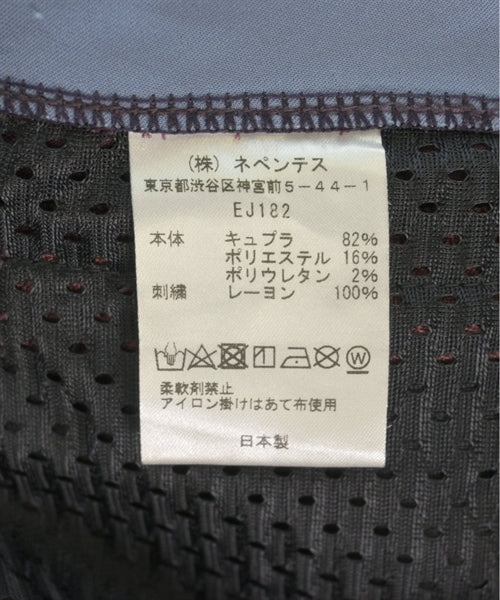 （株）ネペンテス
東京都渋谷区神宮前5－44－1
EJ182
本体 キュプラ 82%
ポリエステル 16%
ポリウレタン 2%
刺繍 レーヨン 100%
W
柔軟剤禁止
アイロン掛けはあて布使用
日本製